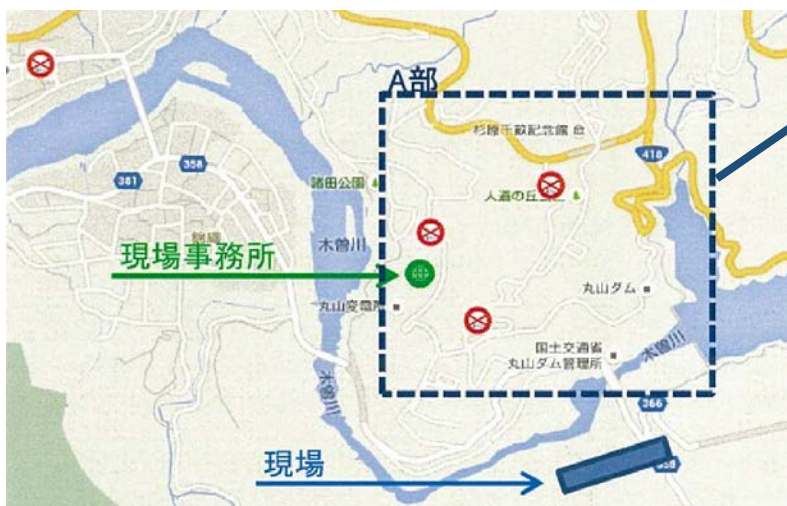 A部
杉原千畝記念館
418
358
381
諸田公園
人道の丘公園
木曽川
現場事務所
丸山変電所
丸山ダム
国土交通省
丸山ダム管理所
木曽川
木曽川
366
現場
358